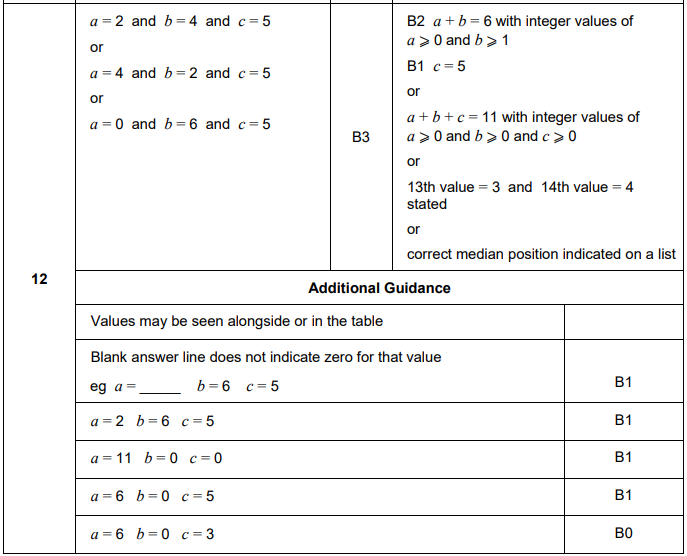 a = 2 and b = 4 and c = 5
or
a = 4 and b = 2 and c = 5
or
a = 0 and b = 6 and c = 5
B3
B2 a + b = 6 with integer values of
a ⩾ 0 and b ⩾ 1
B1 c = 5
or
a + b + c = 11 with integer values of
a ⩾ 0 and b ⩾ 0 and c ⩾ 0
or
13th value = 3 and 14th value = 4
stated
or
correct median position indicated on a list
12
Additional Guidance
Values may be seen alongside or in the table
Blank answer line does not indicate zero for that value
eg a = _____ b = 6 c = 5
B1
a = 2 b = 6 c = 5
B1
a = 11 b = 0 c = 0
B1
a = 6 b = 0 c = 5
B1
a = 6 b = 0 c = 3
B0